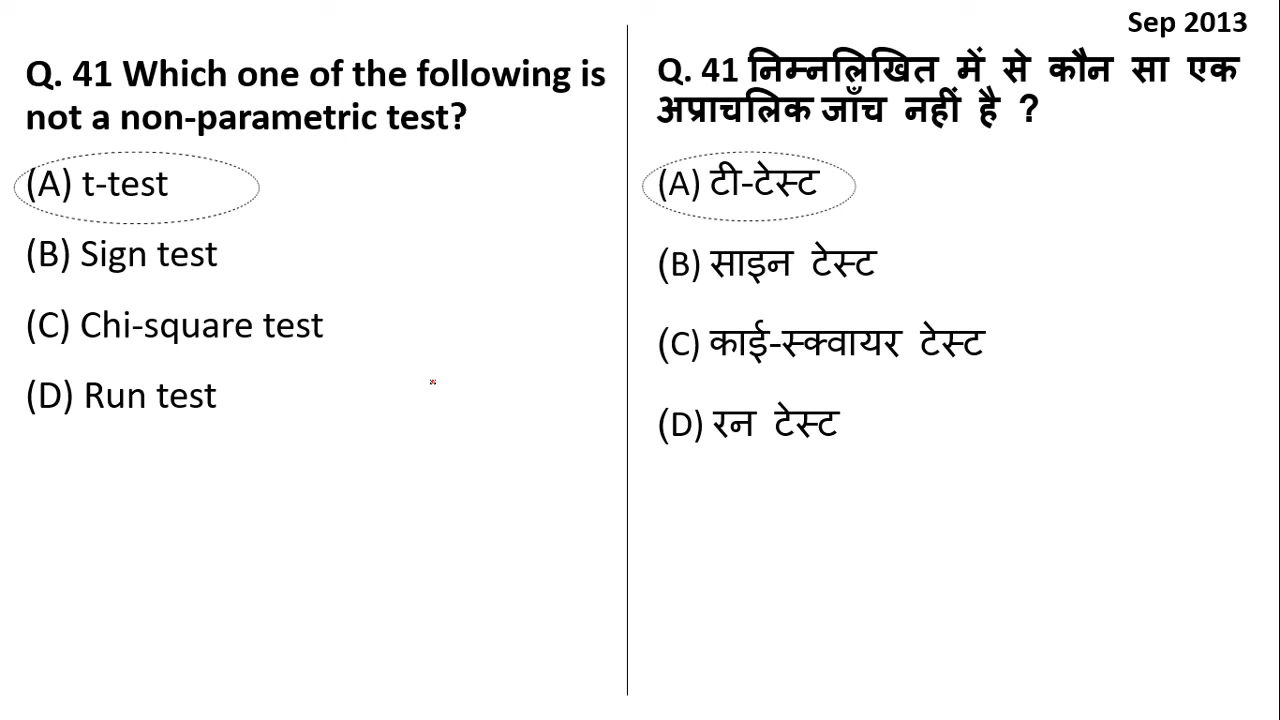 Sep 2013
Q. 41 Which one of the following is
not a non-parametric test?
(A) t-test
(B) Sign test
(C) Chi-square test
(D) Run test
Q. 41 निम्नलिखित में से कौन सा एक
अप्राचलिक जाँच नहीं है ?
(A) टी-टेस्ट
(B) साइन टेस्ट
(C) काई-स्क्वायर टेस्ट
(D) रन टेस्ट